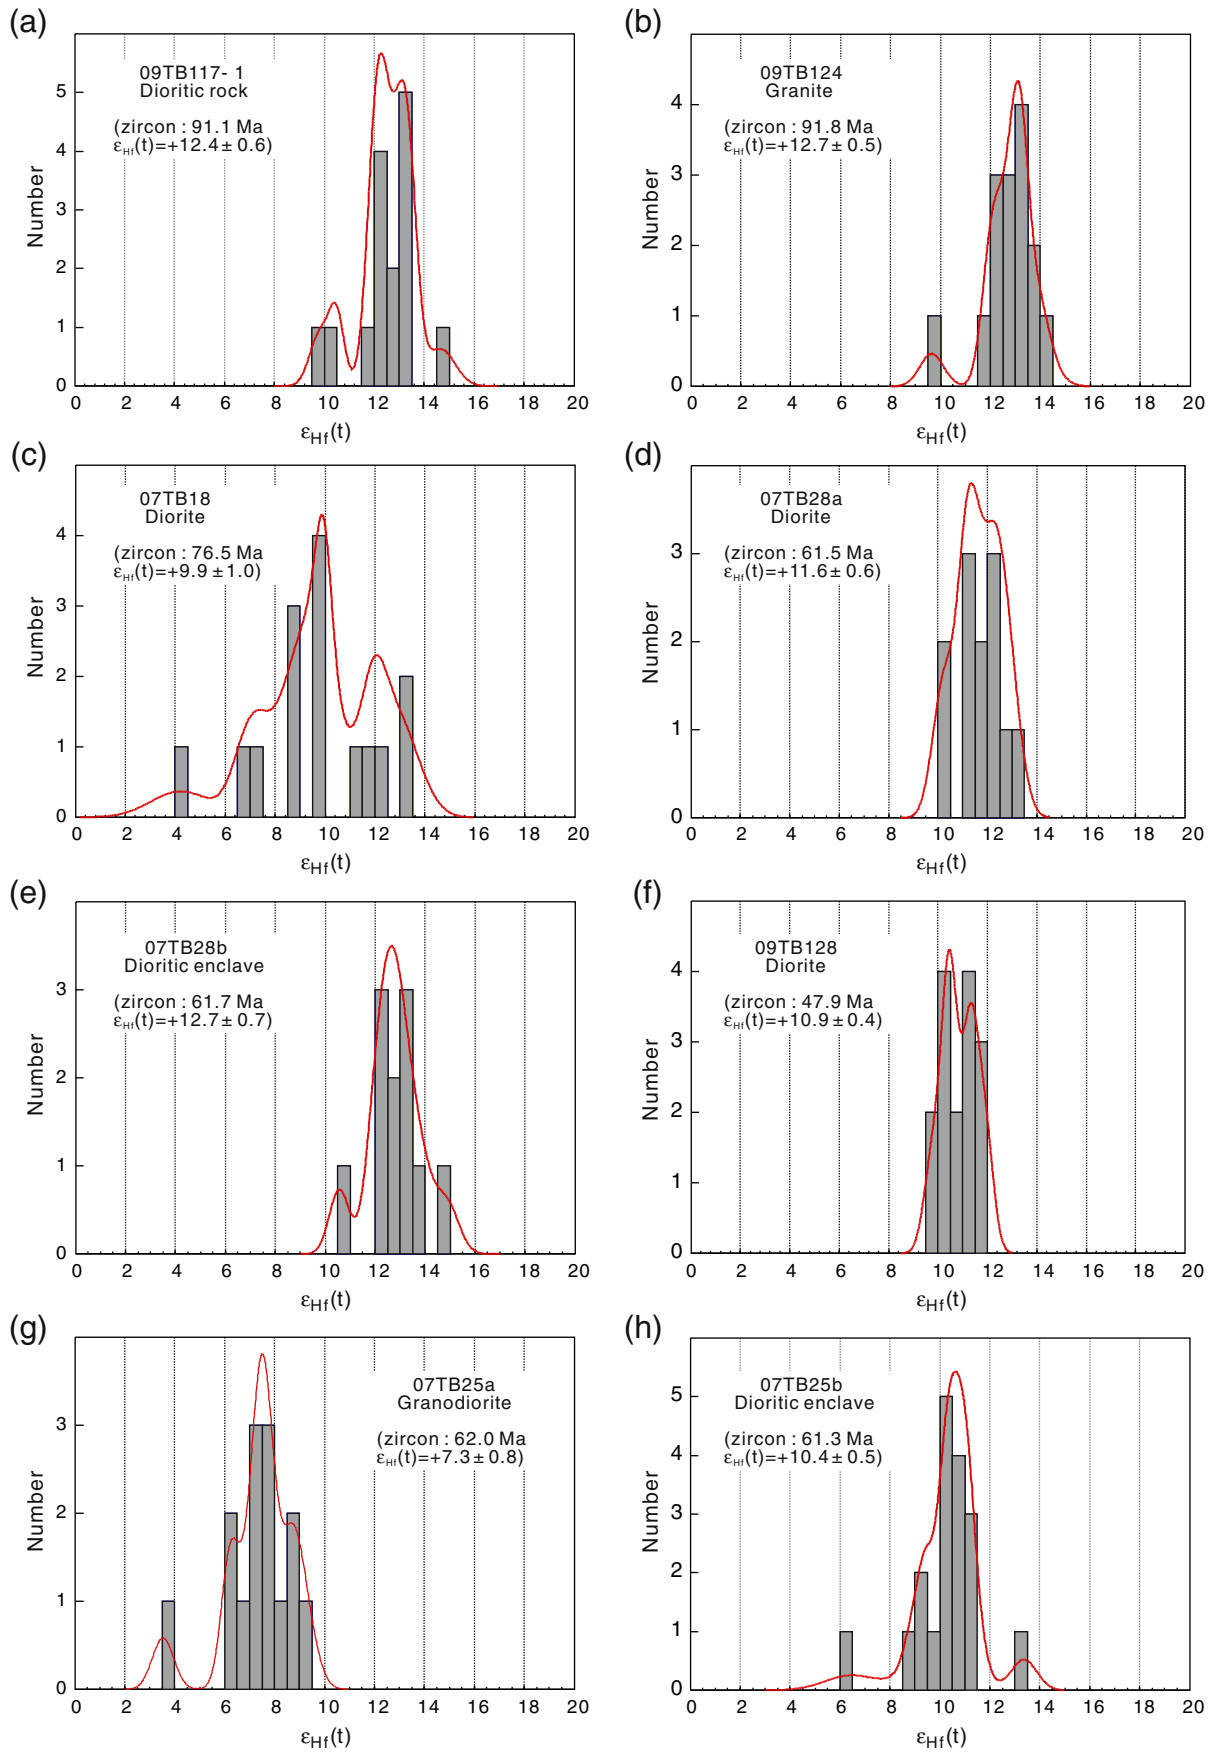 (a)
09TB117- 1
Dioritic rock
(zircon : 91.1 Ma
εHf(t)=+12.4 ± 0.6)
Number
5
4
3
2
1
0
0 2 4 6 8 10 12 14 16 18 20
εHf(t)
(b)
09TB124
Granite
(zircon : 91.8 Ma
εHf(t)=+12.7 ± 0.5)
Number
4
3
2
1
0
0 2 4 6 8 10 12 14 16 18 20
εHf(t)
(c)
07TB18
Diorite
(zircon : 76.5 Ma
εHf(t)=+9.9 ± 1.0)
Number
4
3
2
1
0
0 2 4 6 8 10 12 14 16 18 20
εHf(t)
(d)
07TB28a
Diorite
(zircon : 61.5 Ma
εHf(t)=+11.6 ± 0.6)
Number
3
2
1
0
0 2 4 6 8 10 12 14 16 18 20
εHf(t)
(e)
07TB28b
Dioritic enclave
(zircon : 61.7 Ma
εHf(t)=+12.7 ± 0.7)
Number
3
2
1
0
0 2 4 6 8 10 12 14 16 18 20
εHf(t)
(f)
09TB128
Diorite
(zircon : 47.9 Ma
εHf(t)=+10.9 ± 0.4)
Number
4
3
2
1
0
0 2 4 6 8 10 12 14 16 18 20
εHf(t)
(g)
07TB25a
Granodiorite
(zircon : 62.0 Ma
εHf(t)=+7.3 ± 0.8)
Number
3
2
1
0
0 2 4 6 8 10 12 14 16 18 20
εHf(t)
(h)
07TB25b
Dioritic enclave
(zircon : 61.3 Ma
εHf(t)=+10.4 ± 0.5)
Number
5
4
3
2
1
0
0 2 4 6 8 10 12 14 16 18 20
εHf(t)